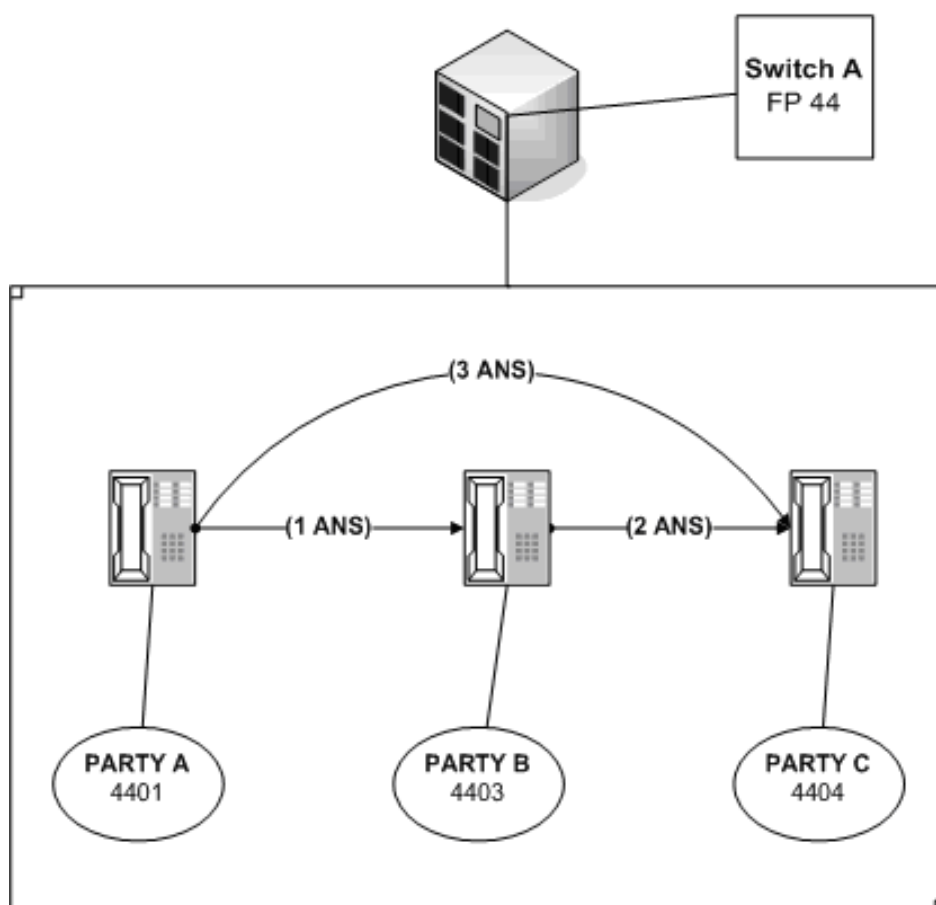 Switch A
FP 44
(3 ANS)
(1 ANS)
(2 ANS)
PARTY A
4401
PARTY B
4403
PARTY C
4404